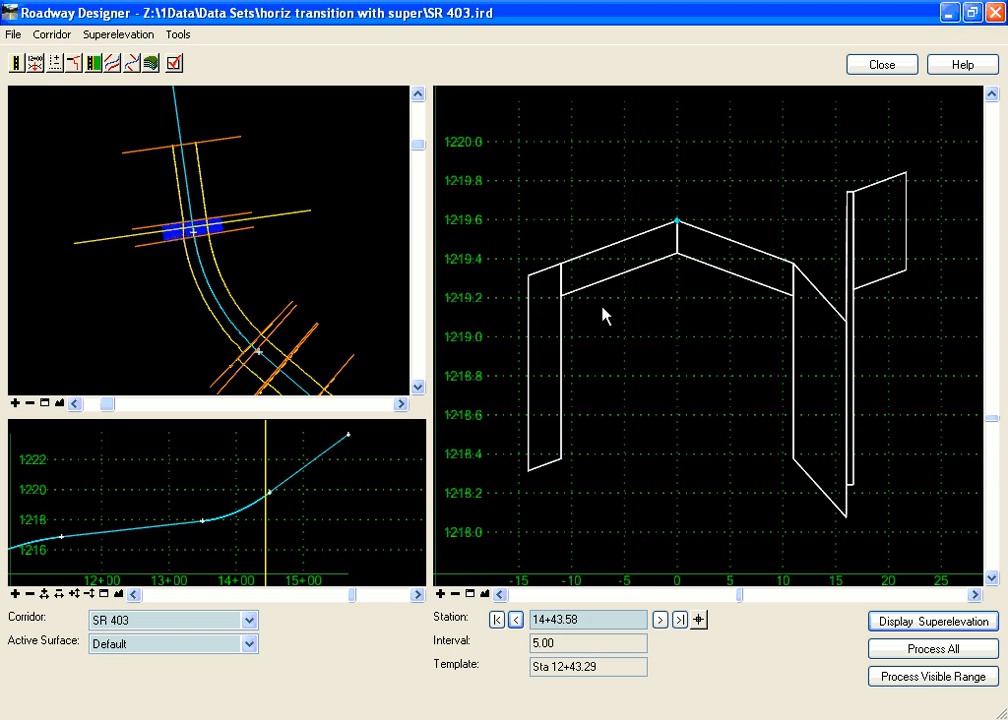 Roadway Designer - Z:\1Data\Data Sets\horiz transition with super\SR 403.ird
File Corridor Superelevation Tools
Close Help
1220.0
1219.8
1219.6
1219.4
1219.2
1219.0
1218.8
1218.6
1218.4
1218.2
1218.0
-15 -10 -5 0 5 10 15 20 25
1222
1220
1218
1216
12+00 13+00 14+00 15+00
Corridor: SR 403
Active Surface: Default
Station: 14+43.58
Interval: 5.00
Template: Sta 12+43.29
Display Superelevation
Process All
Process Visible Range